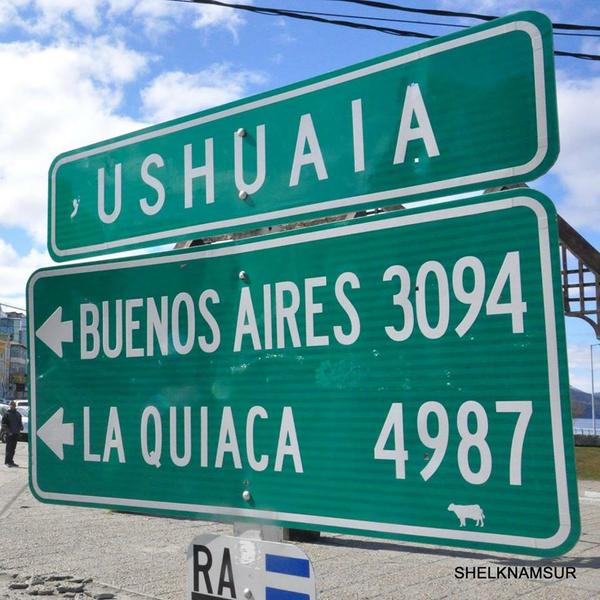 USHUAIA
BUENOS AIRES 3094
LA QUIACA 4987
RA
SHELKNAMSUR